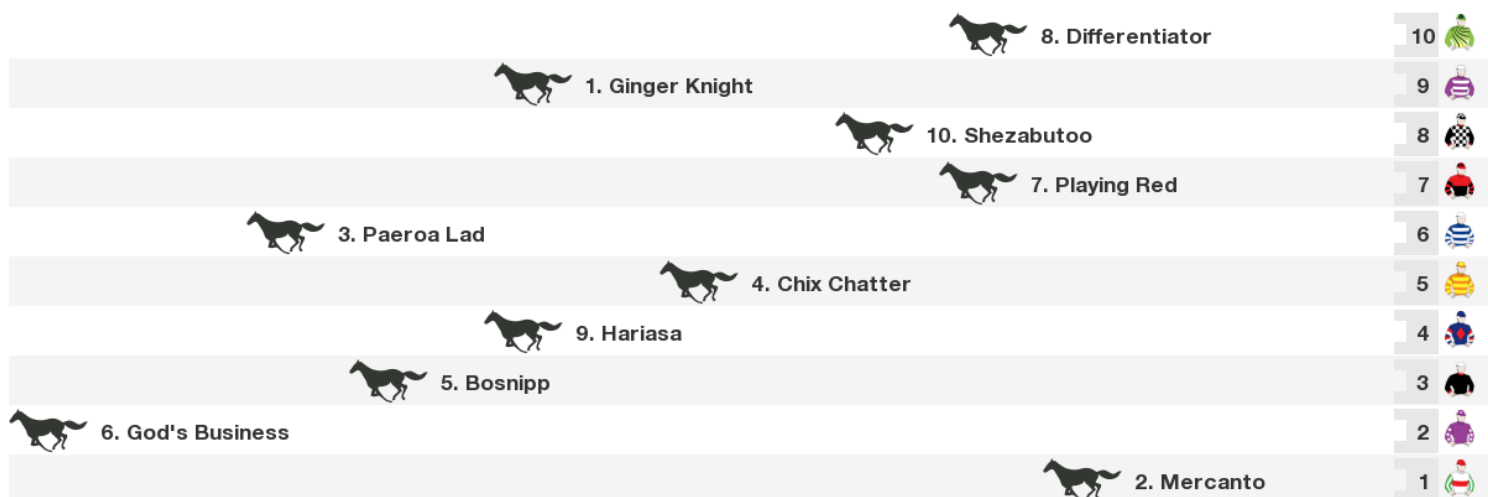 8. Differentiator 10
1. Ginger Knight 9
10. Shezabutoo 8
7. Playing Red 7
3. Paeroa Lad 6
4. Chix Chatter 5
9. Hariasa 4
5. Bosnipp 3
6. God's Business 2
2. Mercanto 1